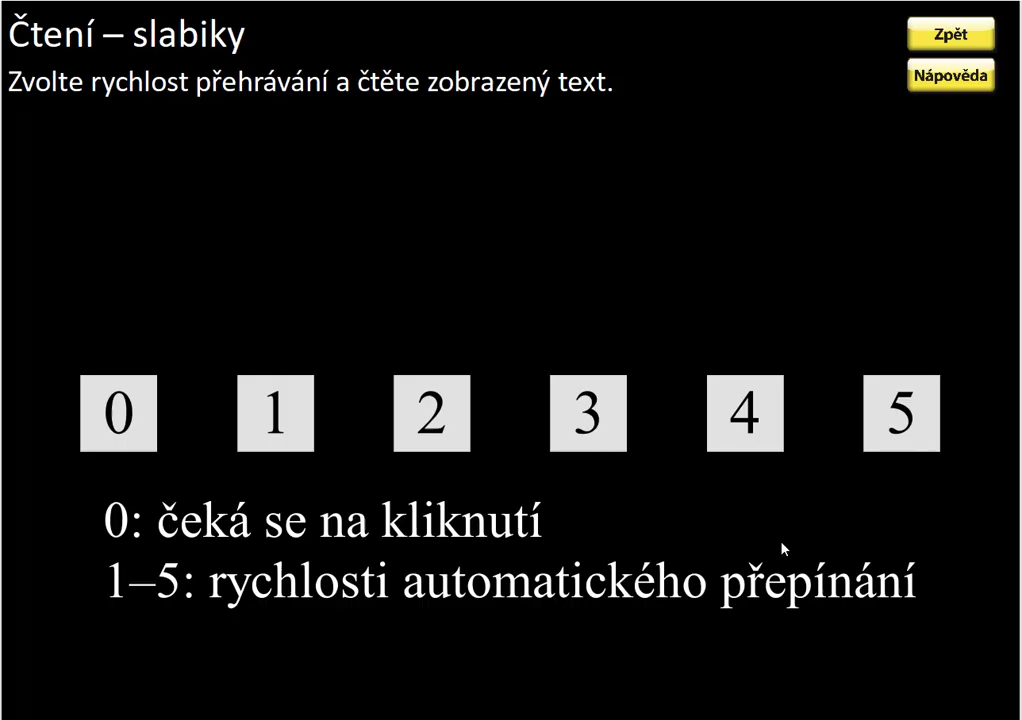 Čtení – slabiky
Zpět
Zvolte rychlost přehrávání a čtěte zobrazený text.
Nápověda
0 1 2 3 4 5
0: čeká se na kliknutí
1–5: rychlosti automatického přepínání